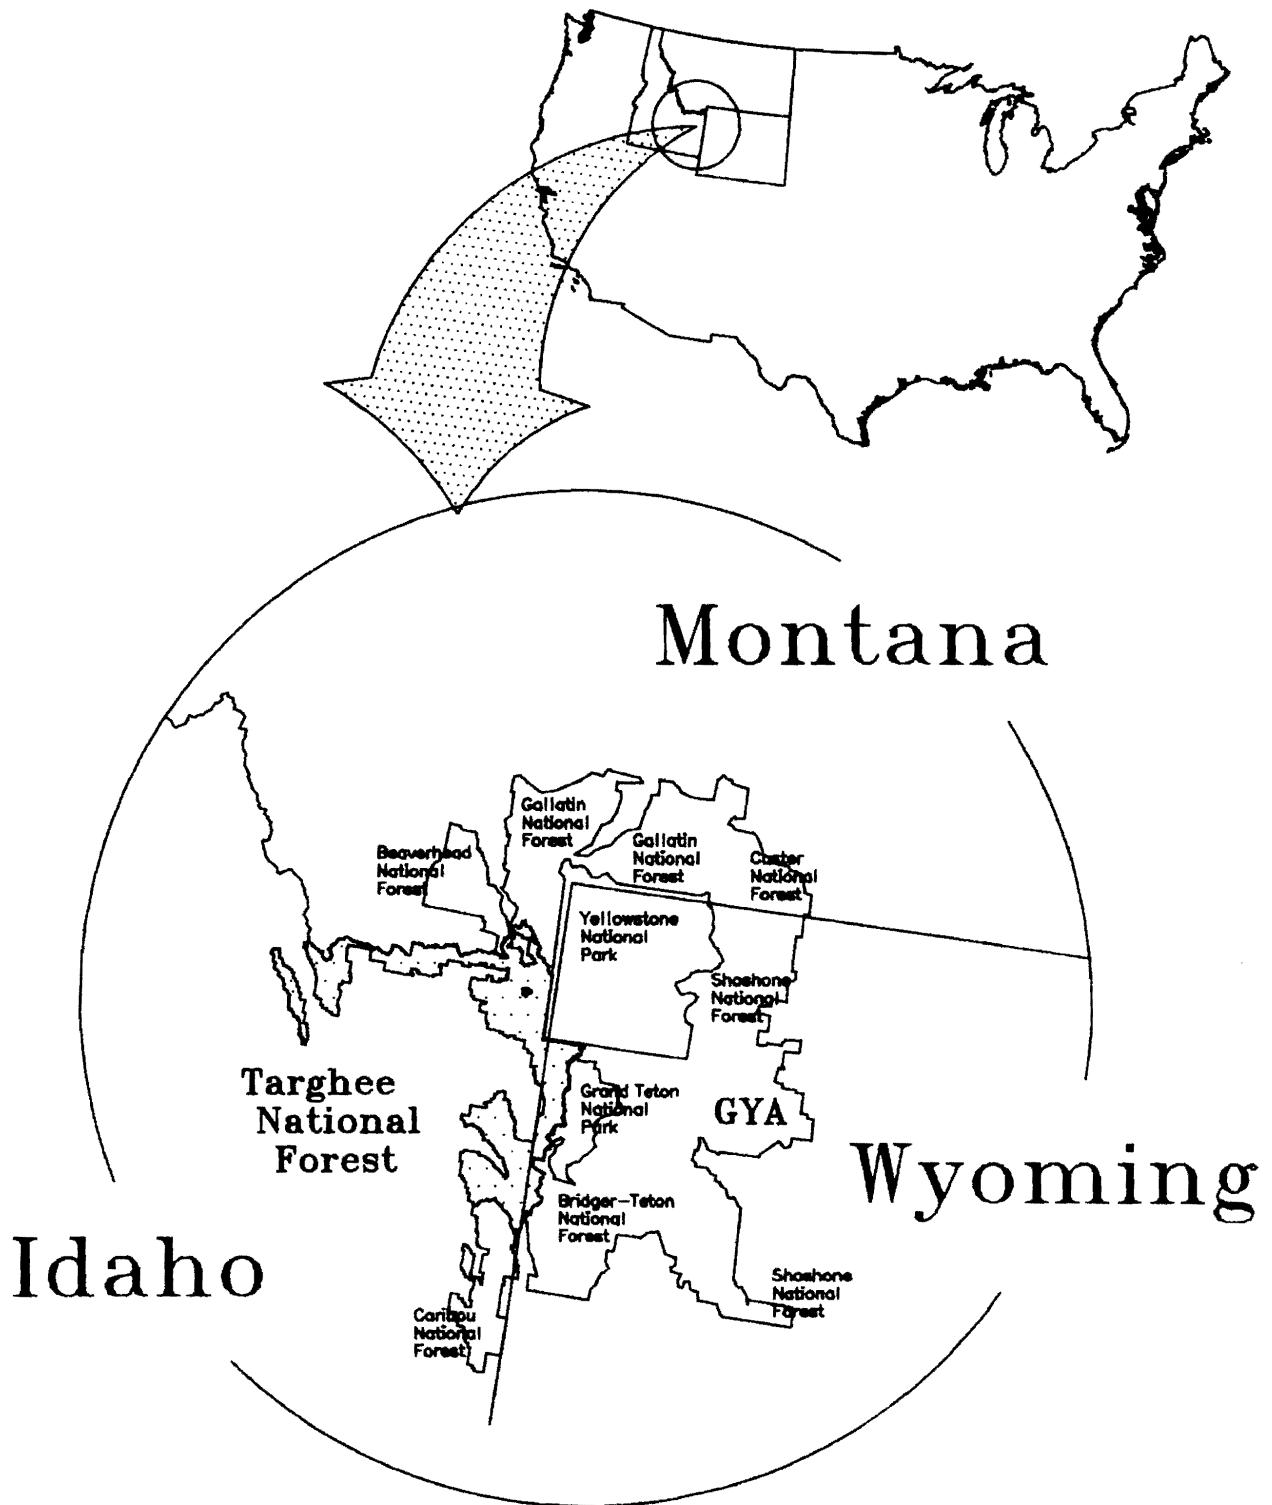 Montana
Gallatin
National
Forest
Gallatin
National
Forest
Beaverhead
National
Forest
Custer
National
Forest
Yellowstone
National
Park
Shoshone
National
Forest
Targhee
National
Forest
Grand Teton
National
Park
GYA
Wyoming
Bridger-Teton
National
Forest
Idaho
Shoshone
National
Forest
Caribou
National
Forest